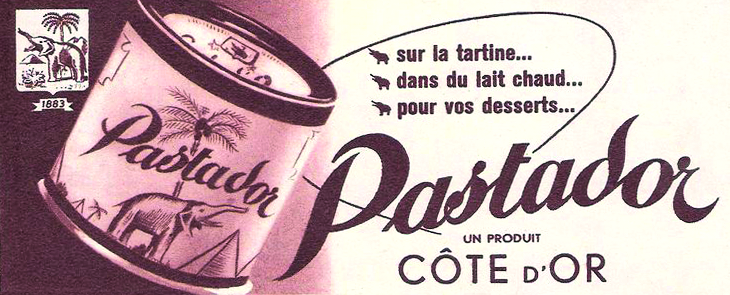 1883
Pastador
sur la tartine...
dans du lait chaud...
pour vos desserts...
Pastador
UN PRODUIT
CÔTE D'OR